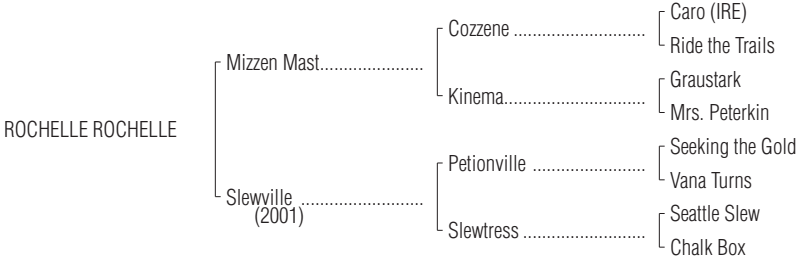 Caro (IRE)
Cozzene ............................
Ride the Trails
Mizzen Mast......................
Graustark
Kinema..............................
Mrs. Peterkin
ROCHELLE ROCHELLE
Seeking the Gold
Petionville ........................
Vana Turns
Slewville ..........................
(2001)
Seattle Slew
Slewtress ..........................
Chalk Box